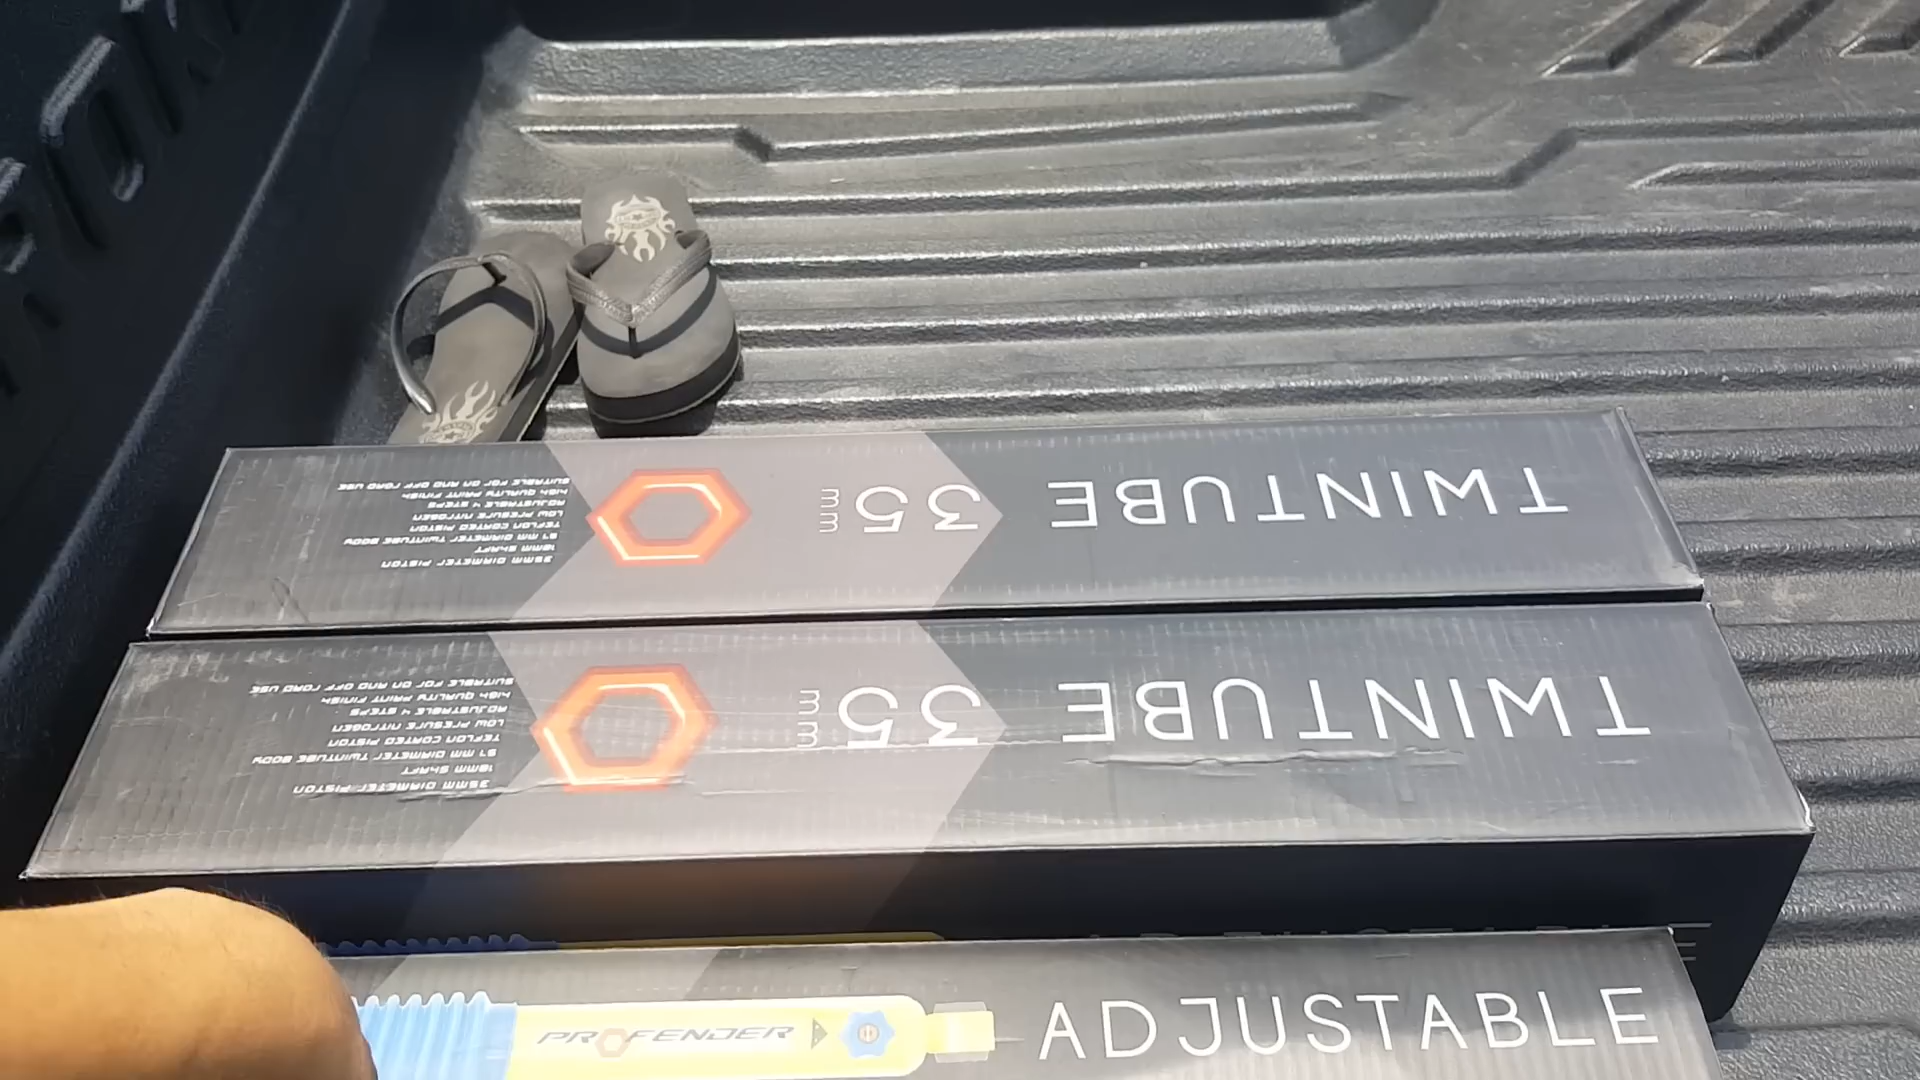 TWINTUBE
35
mm
35MM DIAMETER PISTON
18MM SHAFT
51 MM DIAMETER TWINTUBE BODY
TEFLON COATED PISTON
LOW PRESURE NITROGEN
ADJUSTABLE 4 STEPS
HIGH QUALITY PAINT FINISH
SUITABLE FOR ON AND OFF ROAD USE
TWINTUBE
35
mm
35MM DIAMETER PISTON
18MM SHAFT
51 MM DIAMETER TWINTUBE BODY
TEFLON COATED PISTON
LOW PRESURE NITROGEN
ADJUSTABLE 4 STEPS
HIGH QUALITY PAINT FINISH
SUITABLE FOR ON AND OFF ROAD USE
ADJUSTABLE
PROFENDER
ADJUSTABLE